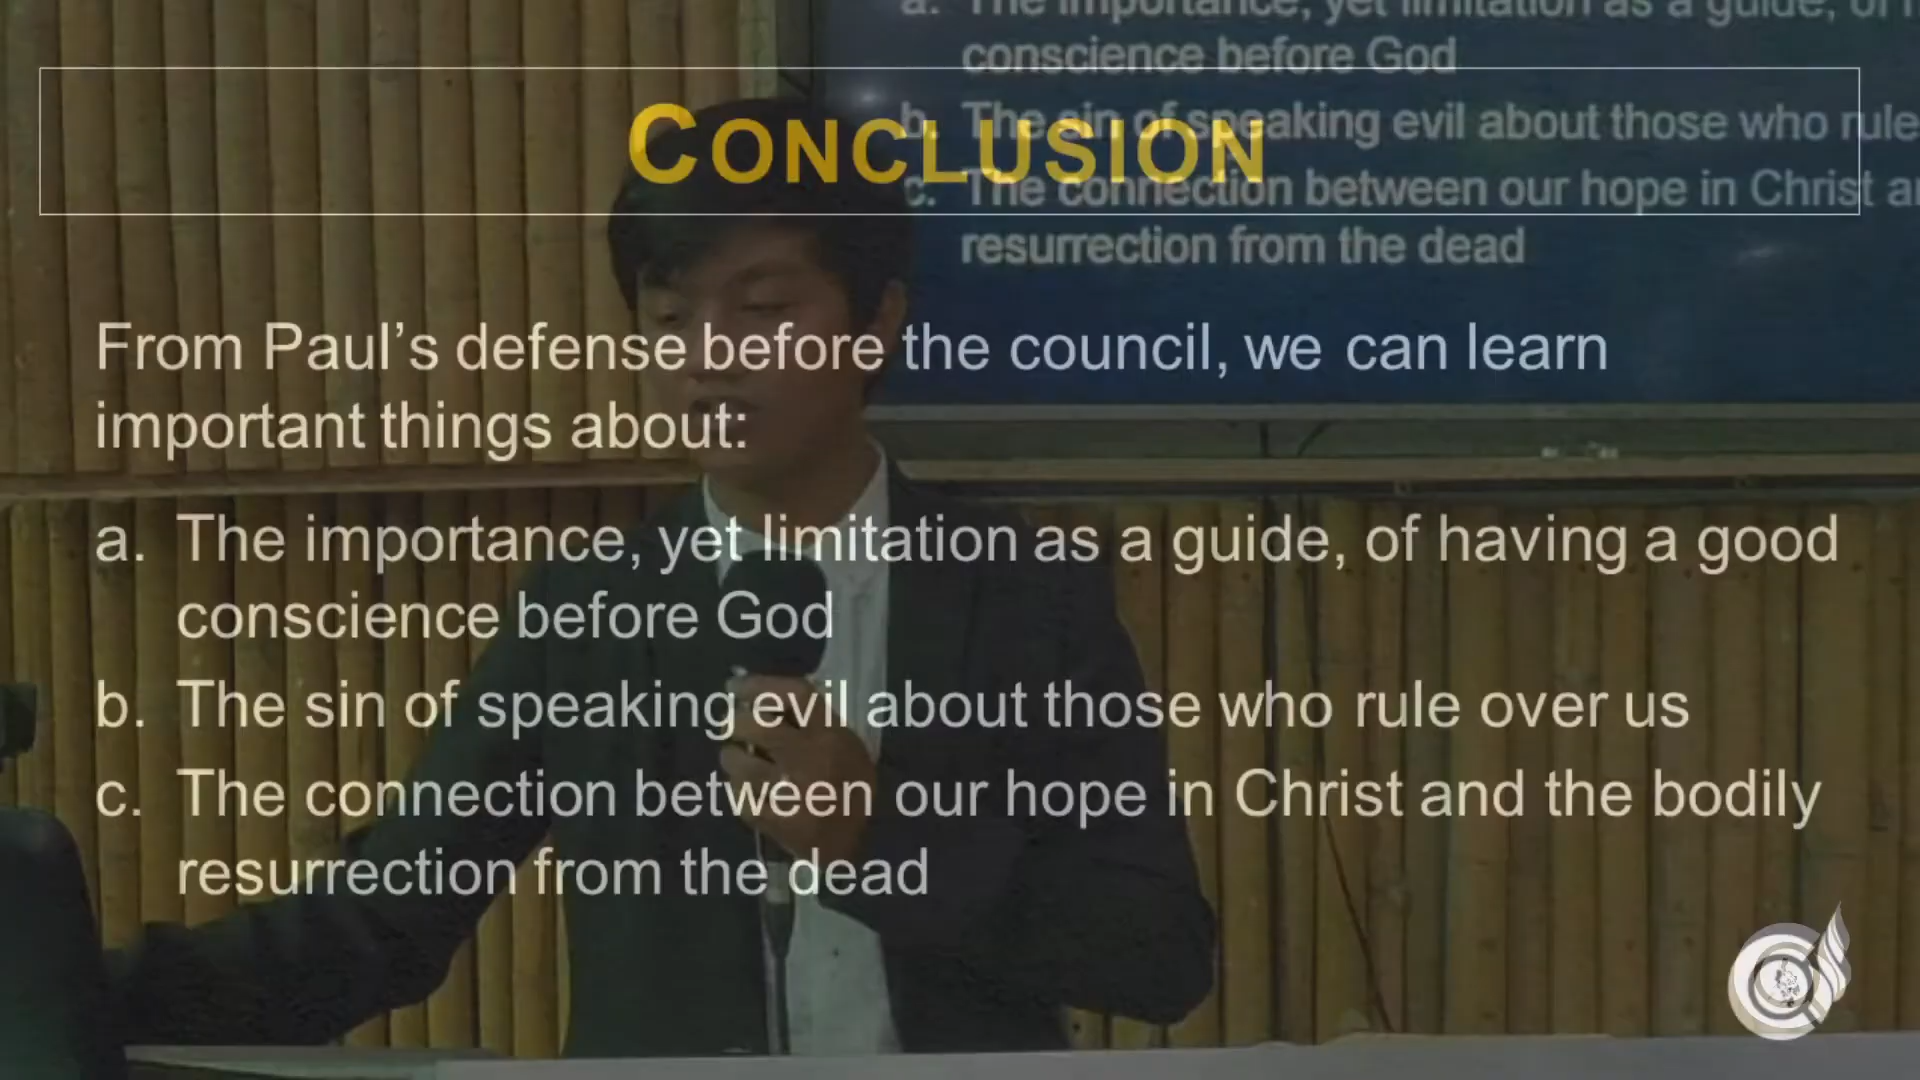 a. The importance, yet limitation as a guide, of
conscience before God
b. The sin of speaking evil about those who rule
c. The connection between our hope in Christ
resurrection from the dead
CONCLUSION
From Paul’s defense before the council, we can learn
important things about:
a. The importance, yet limitation as a guide, of having a good
conscience before God
b. The sin of speaking evil about those who rule over us
c. The connection between our hope in Christ and the bodily
resurrection from the dead